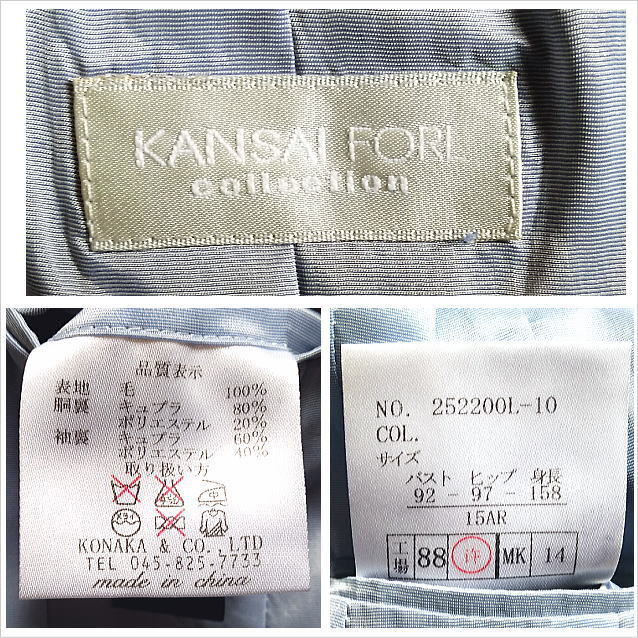 KANSAI FORL
collection
品質表示
表地 毛 100%
胴裏 キュプラ 80%
ポリエステル 20%
袖裏 キュプラ 60%
ポリエステル 40%
取り扱い方
KONAKA & CO., LTD
TEL 045-825-7733
made in china
NO. 252200L-10
COL.
サイズ
バスト ヒップ 身長
92 - 97 - 158
15AR
工場 88 MK 14